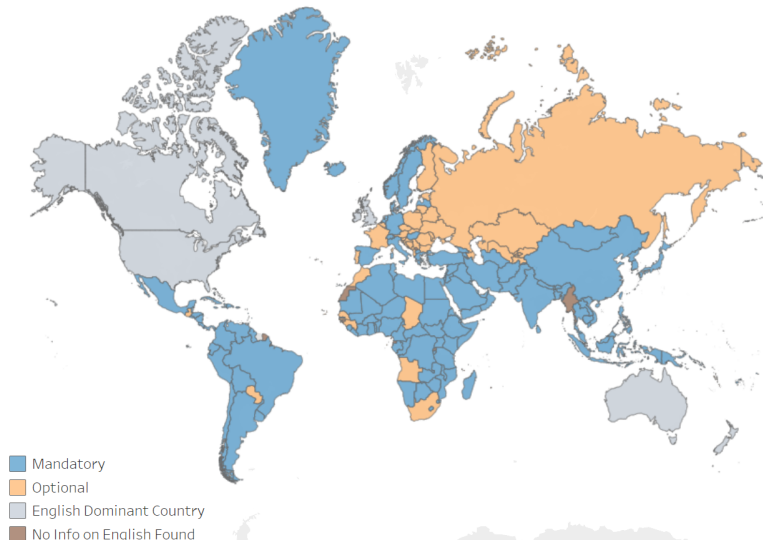 Mandatory
Optional
English Dominant Country
No Info on English Found